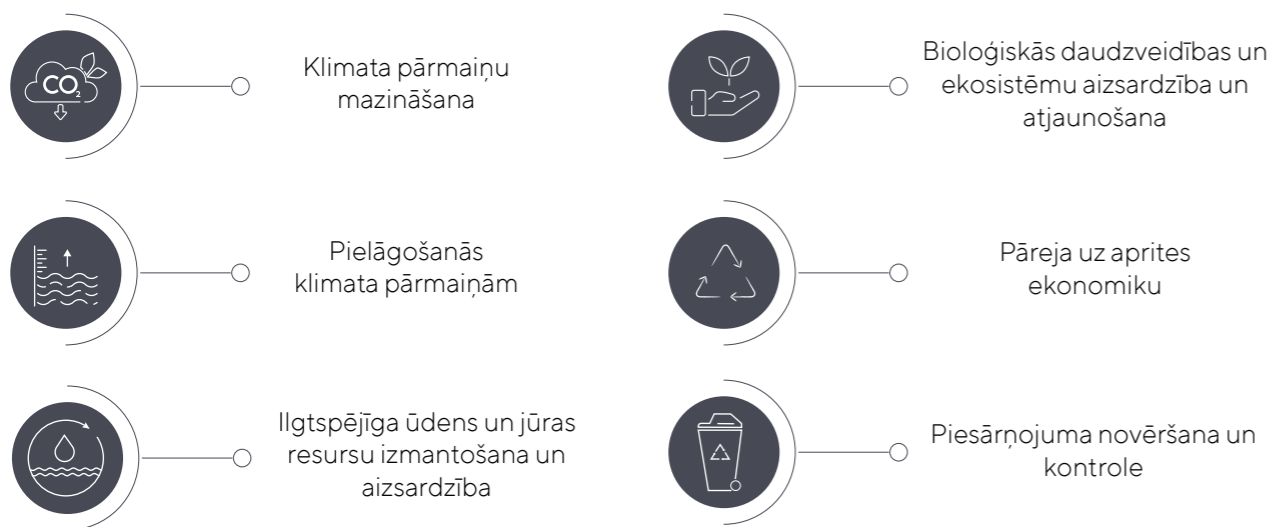 CO₂
Klimata pārmaiņu
mazināšana
Pielāgošanās
klimata pārmaiņām
Ilgtspējīga ūdens un jūras
resursu izmantošana un
aizsardzība
Bioloģiskās daudzveidības un
ekosistēmu aizsardzība un
atjaunošana
Pāreja uz aprites
ekonomiku
Piesārņojuma novēršana un
kontrole